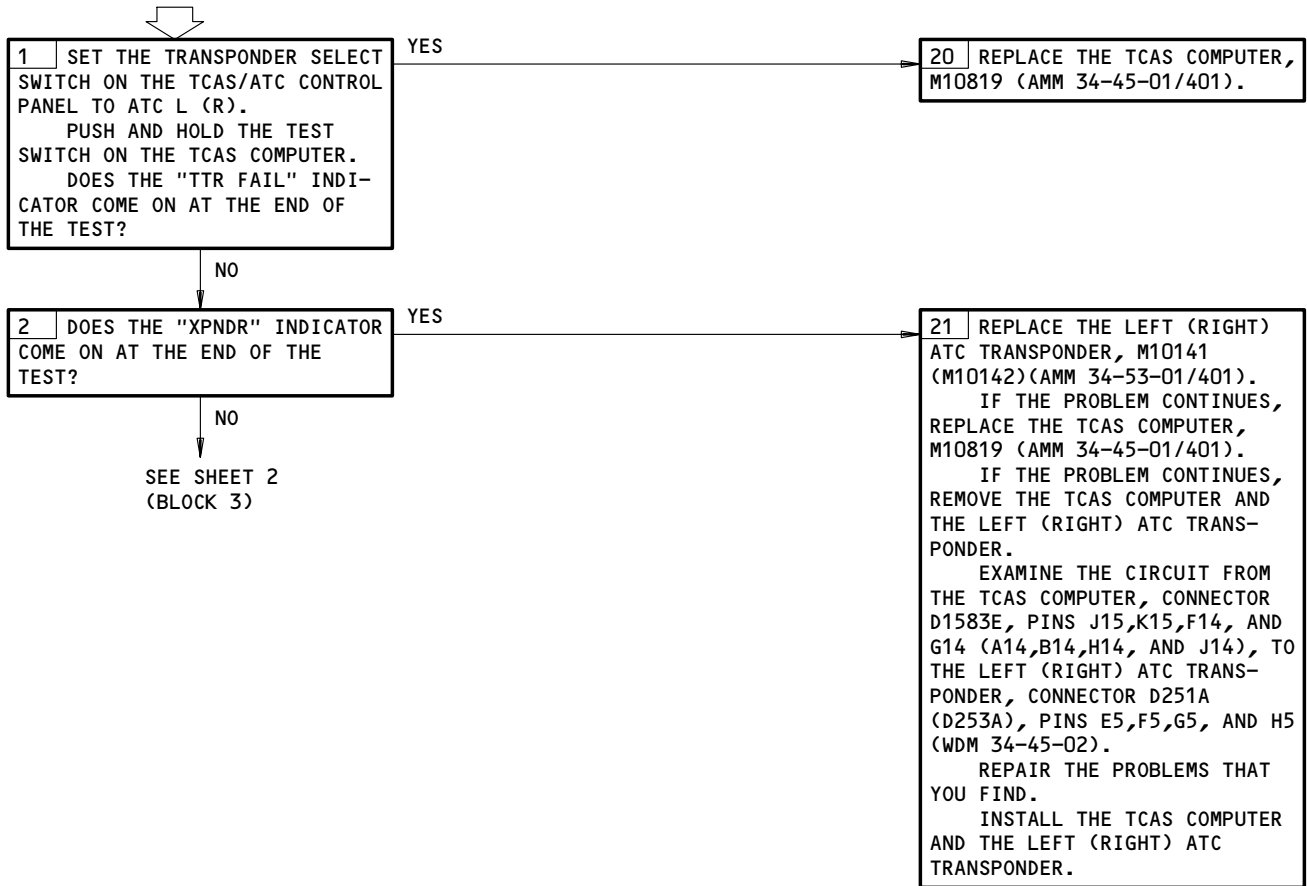 1 SET THE TRANSPONDER SELECT
SWITCH ON THE TCAS/ATC CONTROL
PANEL TO ATC L (R).
PUSH AND HOLD THE TEST
SWITCH ON THE TCAS COMPUTER.
DOES THE "TTR FAIL" INDI-
CATOR COME ON AT THE END OF
THE TEST?
YES
20 REPLACE THE TCAS COMPUTER,
M10819 (AMM 34-45-01/401).
NO
2 DOES THE "XPNDR" INDICATOR
COME ON AT THE END OF THE
TEST?
YES
21 REPLACE THE LEFT (RIGHT)
ATC TRANSPONDER, M10141
(M10142)(AMM 34-53-01/401).
IF THE PROBLEM CONTINUES,
REPLACE THE TCAS COMPUTER,
M10819 (AMM 34-45-01/401).
IF THE PROBLEM CONTINUES,
REMOVE THE TCAS COMPUTER AND
THE LEFT (RIGHT) ATC TRANS-
PONDER.
EXAMINE THE CIRCUIT FROM
THE TCAS COMPUTER, CONNECTOR
D1583E, PINS J15,K15,F14, AND
G14 (A14,B14,H14, AND J14), TO
THE LEFT (RIGHT) ATC TRANS-
PONDER, CONNECTOR D251A
(D253A), PINS E5,F5,G5, AND H5
(WDM 34-45-02).
REPAIR THE PROBLEMS THAT
YOU FIND.
INSTALL THE TCAS COMPUTER
AND THE LEFT (RIGHT) ATC
TRANSPONDER.
NO
SEE SHEET 2
(BLOCK 3)